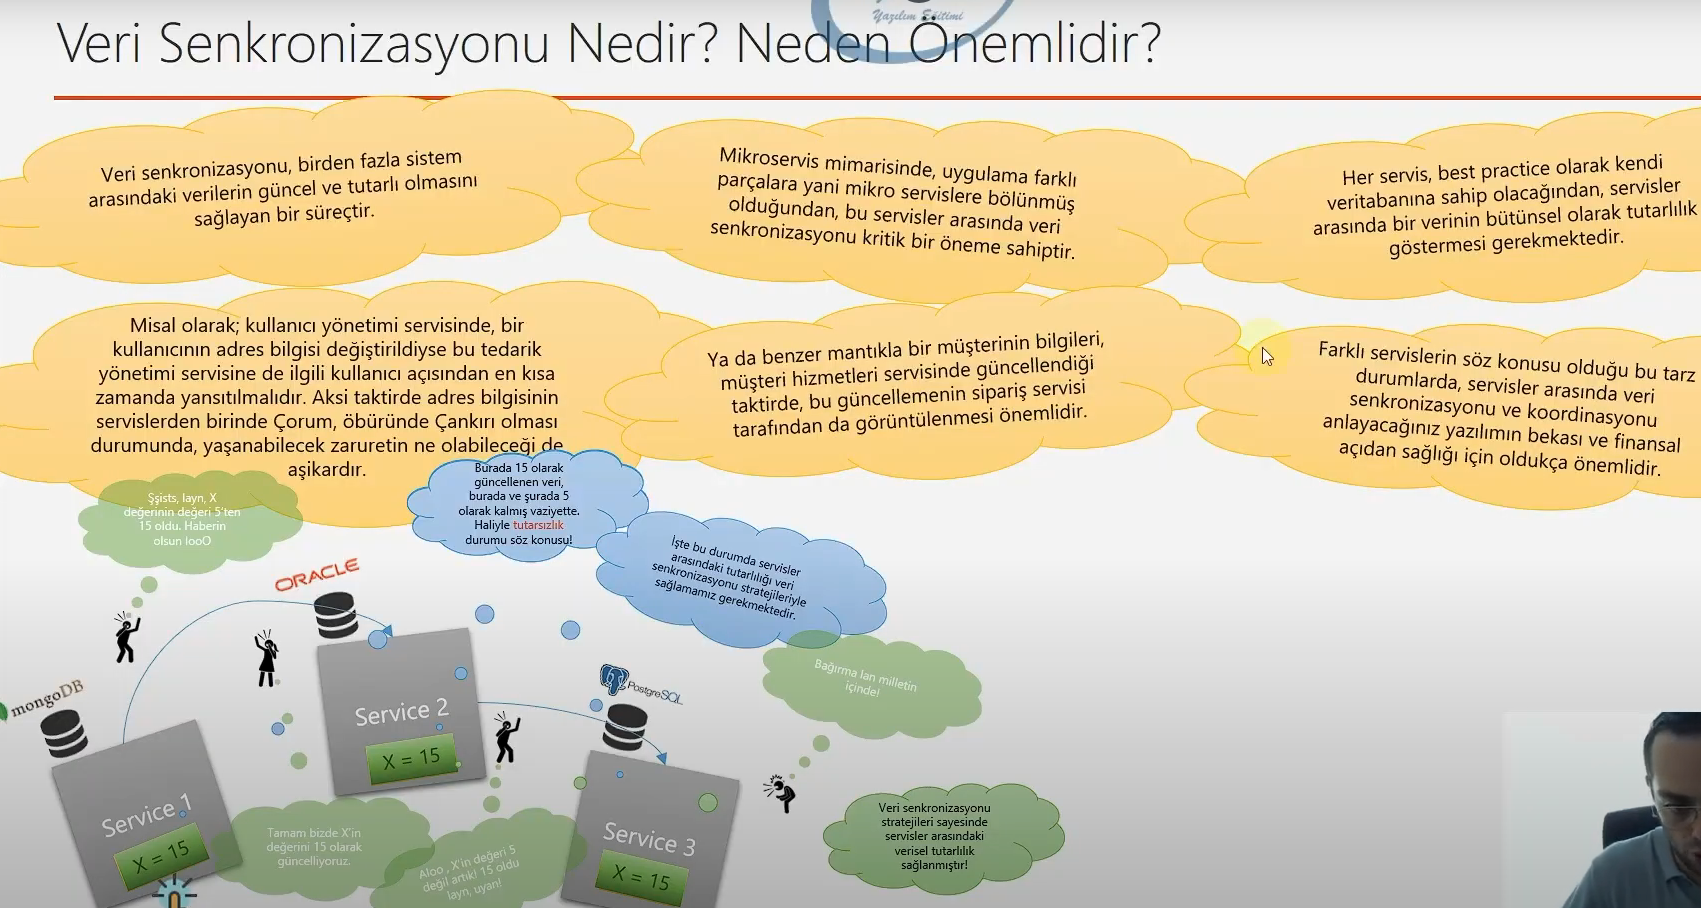 Yazılım Eğitimi
Veri Senkronizasyonu Nedir? Neden Önemlidir?
Veri senkronizasyonu, birden fazla sistem
arasındaki verilerin güncel ve tutarlı olmasını
sağlayan bir süreçtir.
Mikroservis mimarisinde, uygulama farklı
parçalara yani mikro servislere bölünmüş
olduğundan, bu servisler arasında veri
senkronizasyonu kritik bir öneme sahiptir.
Her servis, best practice olarak kendi
veritabanına sahip olacağından, servisler
arasında bir verinin bütünsel olarak tutarlılık
göstermesi gerekmektedir.
Misal olarak; kullanıcı yönetimi servisinde, bir
kullanıcının adres bilgisi değiştirildiyse bu tedarik
yönetimi servisine de ilgili kullanıcı açısından en kısa
zamanda yansıtılmalıdır. Aksi taktirde adres bilgisinin
servislerden birinde Çorum, öbüründe Çankırı olması
durumunda, yaşanabilecek zaruretin ne olabileceği de
aşikardır.
Ya da benzer mantıkla bir müşterinin bilgileri,
müşteri hizmetleri servisinde güncellendiği
taktirde, bu güncellemenin sipariş servisi
tarafından da görüntülenmesi önemlidir.
Farklı servislerin söz konusu olduğu bu tarz
durumlarda, servisler arasında veri
senkronizasyonu ve koordinasyonu
anlayacağınız yazılımın bekası ve finansal
açıdan sağlığı için oldukça önemlidir.
Şşists, layn, X
değerinin değeri 5'ten
15 oldu. Haberin
olsun looO
Burada 15 olarak
güncellenen veri,
burada ve şurada 5
olarak kalmış vaziyette.
Haliyle tutarsızlık
durumu söz konusu!
İşte bu durumda servisler
arasındaki tutarlılığı veri
senkronizasyonu stratejileriyle
sağlamamız gerekmektedir.
ORACLE
mongoDB
PostgreSQL
Bağırma lan milletin
içinde!
Service 1
X = 15
Service 2
X = 15
Service 3
X = 15
Tamam bizde X'in
değerini 15 olarak
güncelliyoruz.
Aloo , X'in değeri 5
değil artık! 15 oldu
layn, uyan!
Veri senkronizasyonu
stratejileri sayesinde
servisler arasındaki
verisel tutarlılık
sağlanmıştır!